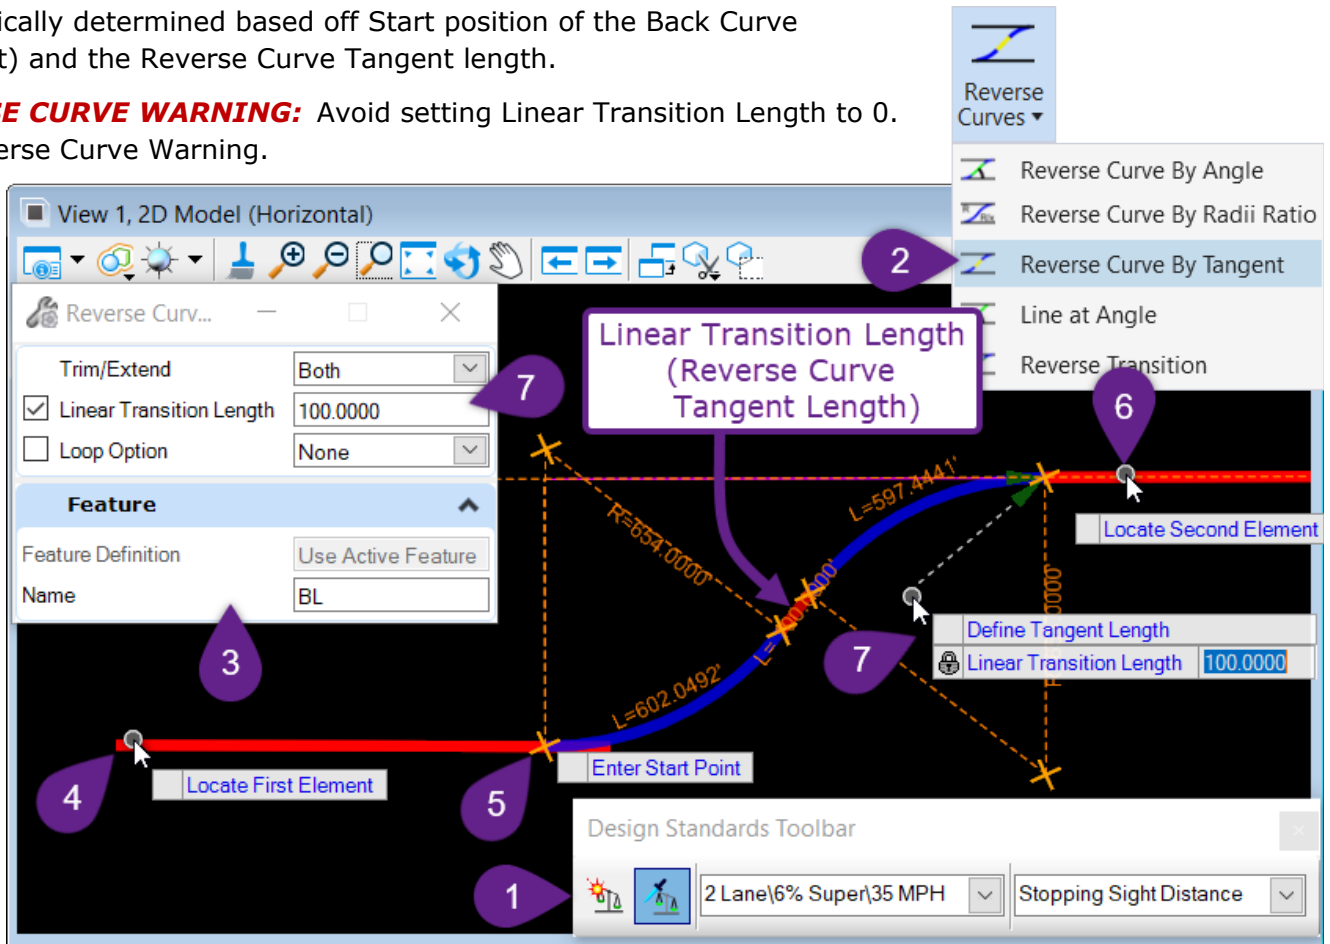 ically determined based off Start position of the Back Curve
t) and the Reverse Curve Tangent length.
SE CURVE WARNING: Avoid setting Linear Transition Length to 0.
erse Curve Warning.
Reverse
Curves
Reverse Curve By Angle
Reverse Curve By Radii Ratio
2
Reverse Curve By Tangent
Line at Angle
Reverse Transition
View 1, 2D Model (Horizontal)
Reverse Curv...
Trim/Extend Both
Linear Transition Length 100.0000
Loop Option None
7
Feature
Feature Definition Use Active Feature
Name BL
3
Linear Transition Length
(Reverse Curve
Tangent Length)
6
L=597.4441'
R=654.0000'
Locate Second Element
Define Tangent Length
Linear Transition Length 100.0000
7
L=602.0492'
4
Locate First Element
5
Enter Start Point
Design Standards Toolbar
1
2 Lane\6% Super\35 MPH
Stopping Sight Distance